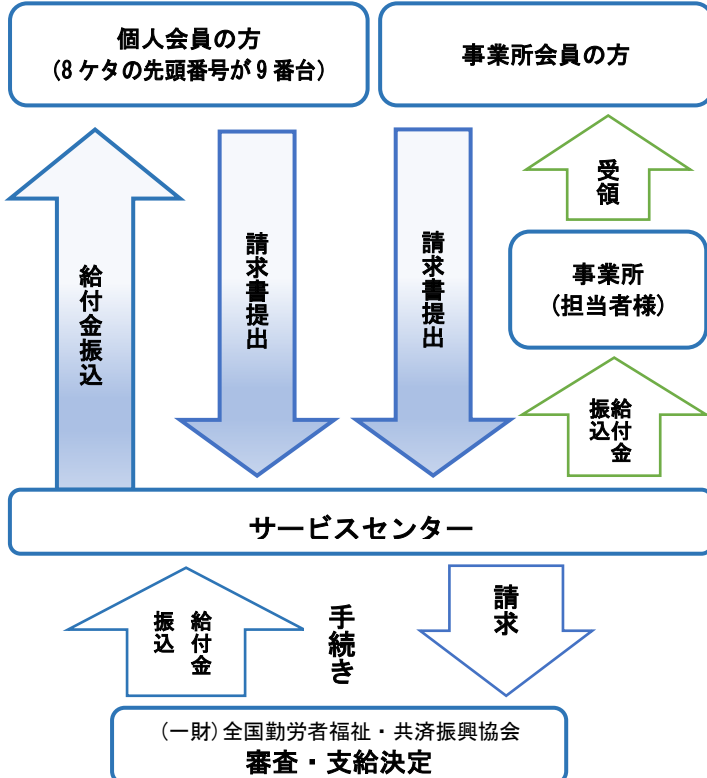 個人会員の方
(8ケタの先頭番号が9番台)
事業所会員の方
給付金振込
請求書提出
請求書提出
受領
事業所
(担当者様)
給付金
振込
サービスセンター
給付金
振込
手続き
請求
(一財)全国勤労者福祉・共済振興協会
審査・支給決定